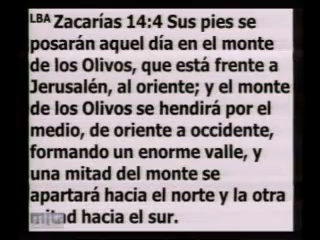 LBA Zacarías 14:4 Sus pies se
posarán aquel día en el monte
de los Olivos, que está frente a
Jerusalén, al oriente; y el monte
de los Olivos se hendirá por el
medio, de oriente a occidente,
formando un enorme valle, y
una mitad del monte se
apartará hacia el norte y la otra
mitad hacia el sur.